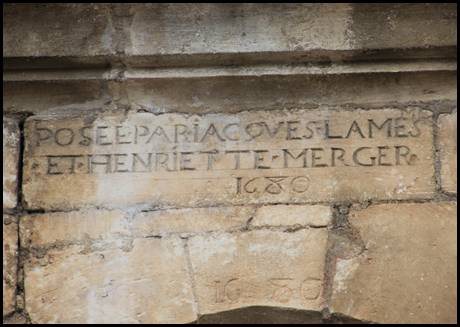 POSEE PAR IACQVES·LAMES
·ET·HENRIETTE·MERGER·
1680
1680